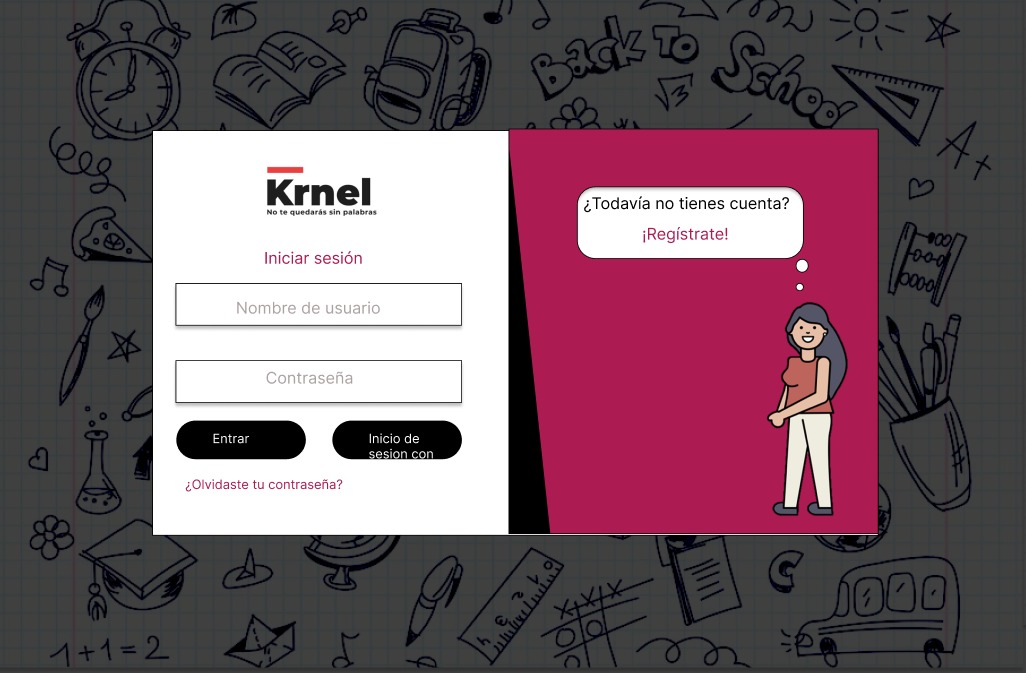 BACK To
School
√3
A+
Krnel
No te quedarás sin palabras
Iniciar sesión
Nombre de usuario
Contraseña
Entrar
Inicio de
sesion con
¿Olvidaste tu contraseña?
¿Todavía no tienes cuenta?
¡Regístrate!
1+1=2